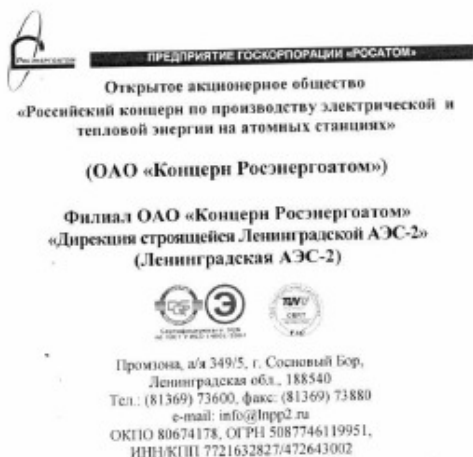 РОСЭНЕРГОАТОМ
ПРЕДПРИЯТИЕ ГОСКОРПОРАЦИИ «РОСАТОМ»
Открытое акционерное общество
«Российский концерн по производству электрической и
тепловой энергии на атомных станциях»
(ОАО «Концерн Росэнергоатом»)
Филиал ОАО «Концерн Росэнергоатом»
«Дирекция строящейся Ленинградской АЭС-2»
(Ленинградская АЭС-2)
Э
TUV
CERT
Промзона, а/я 349/5, г. Сосновый Бор,
Ленинградская обл., 188540
Тел.: (81369) 73600, факс: (81369) 73880
e-mail: info@lnpp2.ru
ОКПО 80674178, ОГРН 5087746119951,
ИНН/КПП 7721632827/472643002